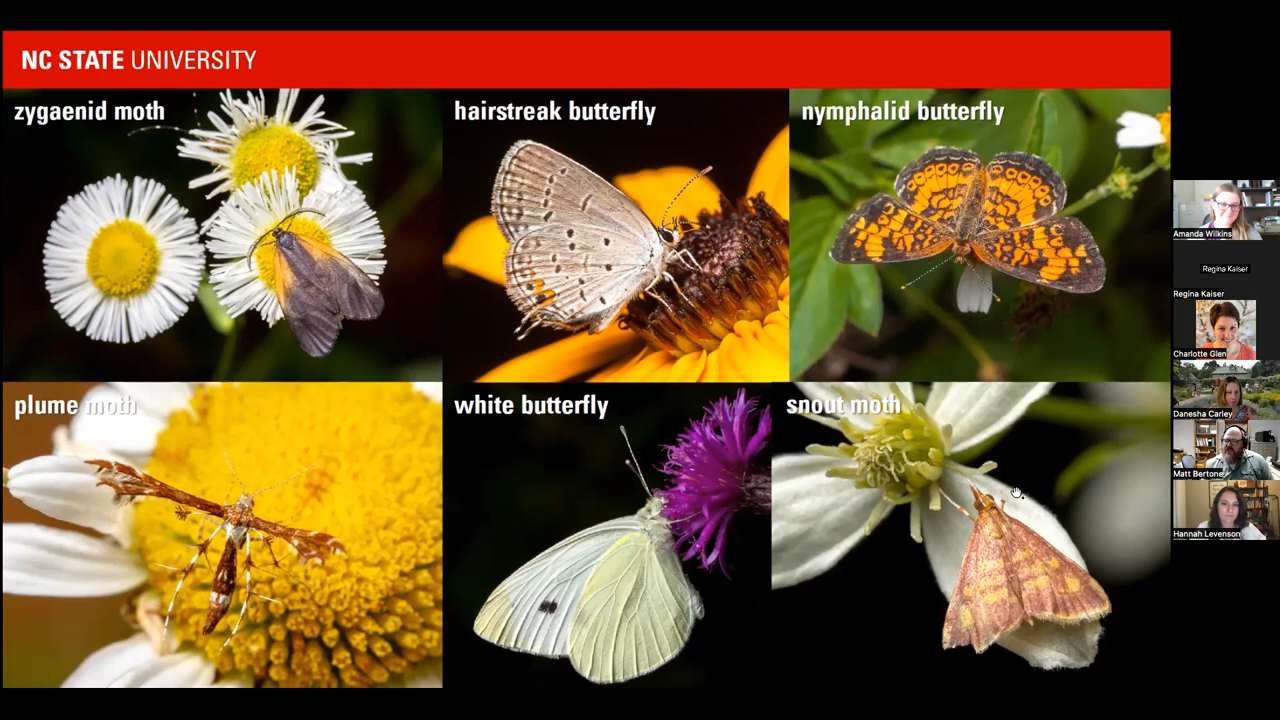 NC STATE UNIVERSITY
zygaenid moth
hairstreak butterfly
nymphalid butterfly
plume moth
white butterfly
snout moth
Amanda Wilkins
Regina Kaiser
Regina Kaiser
Charlotte Glen
Danesha Carley
Matt Bertone
Hannah Levenson